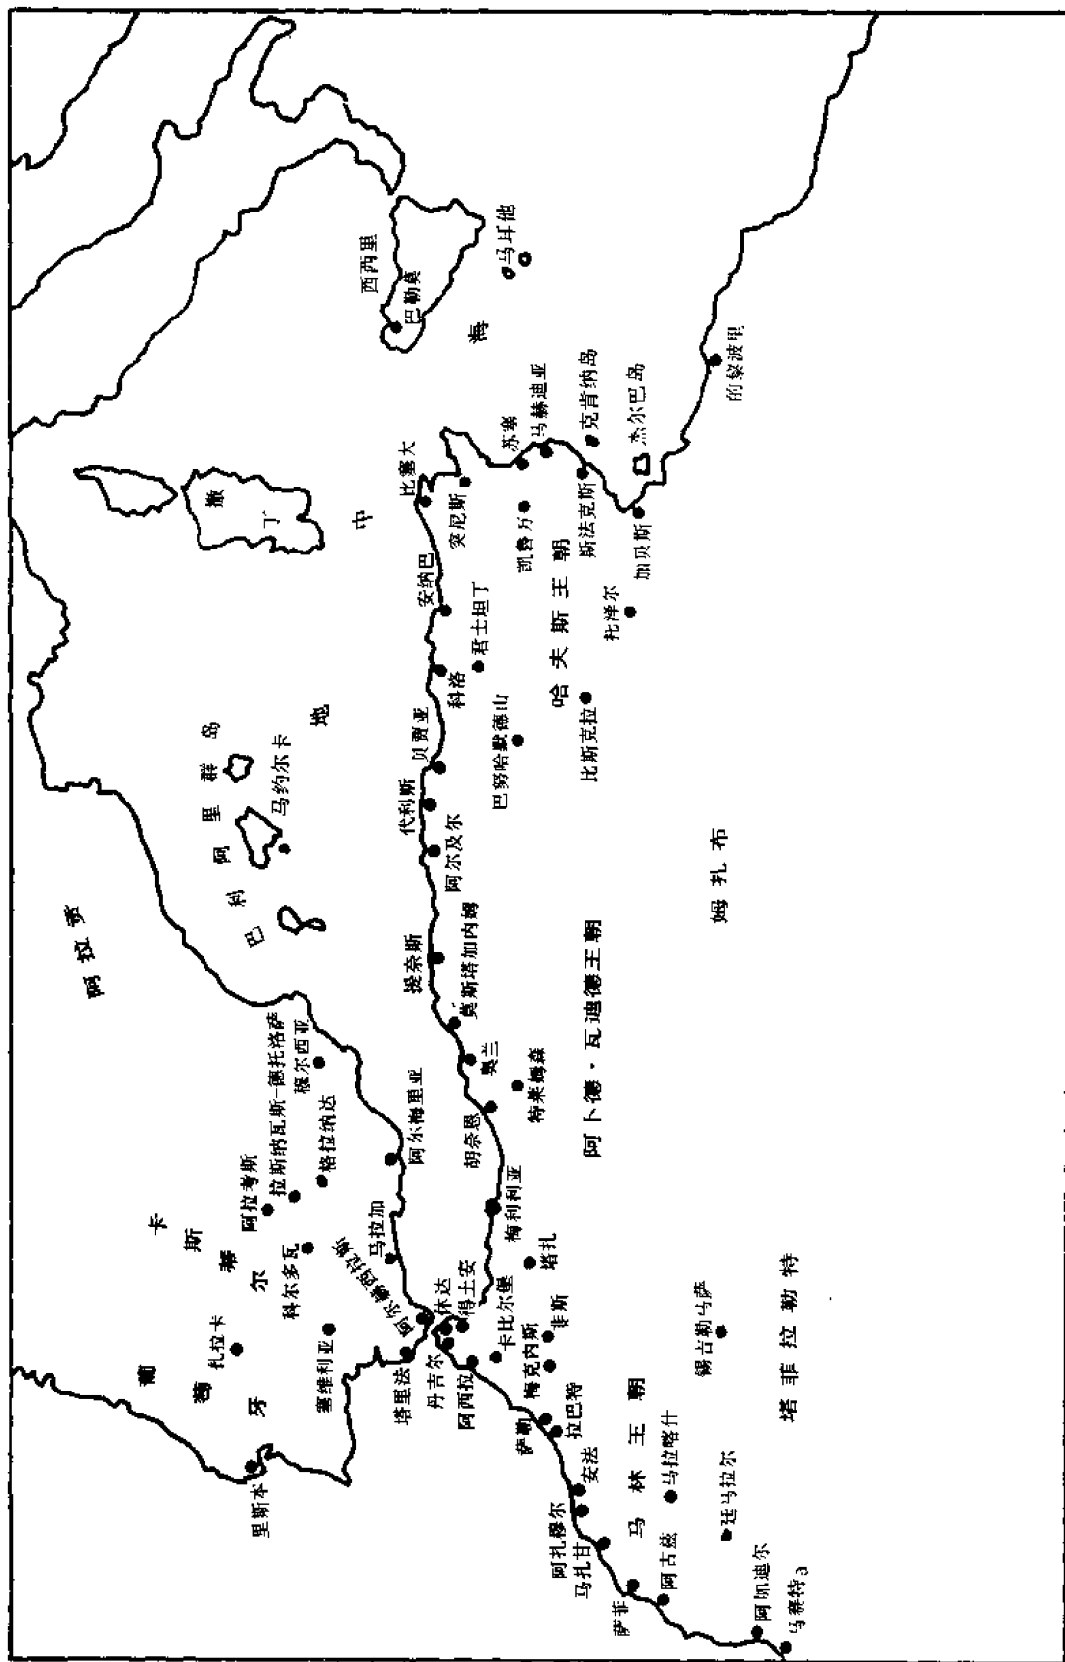 阿拉贡
卡斯蒂尔
葡萄牙
巴利阿里群岛
马约尔卡
撒丁
地中海
西西里
巴勒莫
马耳他
里斯本
扎拉卡
塞维利亚
科尔多瓦
阿拉考斯
拉斯纳瓦斯-德托洛萨
穆尔西亚
格拉纳达
阿尔梅里亚
马拉加
阿尔赫西拉斯
塔里法
休达
得土安
丹吉尔
阿西拉
卡比尔堡
梅利利亚
塔扎
非斯
梅克内斯
萨勒
拉巴特
安法
阿扎穆尔
马扎甘
马林王朝
马拉喀什
萨菲
阿古兹
廷马拉尔
阿加迪尔
马赛特a
锡吉勒马萨
塔菲拉勒特
胡奈恩
奥兰
特莱姆森
莫斯塔加内姆
提奈斯
阿尔及尔
代利斯
贝贾亚
阿卜德·瓦迪德王朝
姆扎布
巴努哈默德山
科洛
君士坦丁
安纳巴
比塞大
突尼斯
哈夫斯王朝
比斯克拉
托泽尔
凯鲁万
苏塞
马赫迪亚
斯法克斯
克肯纳岛
加贝斯
杰尔巴岛
的黎波里